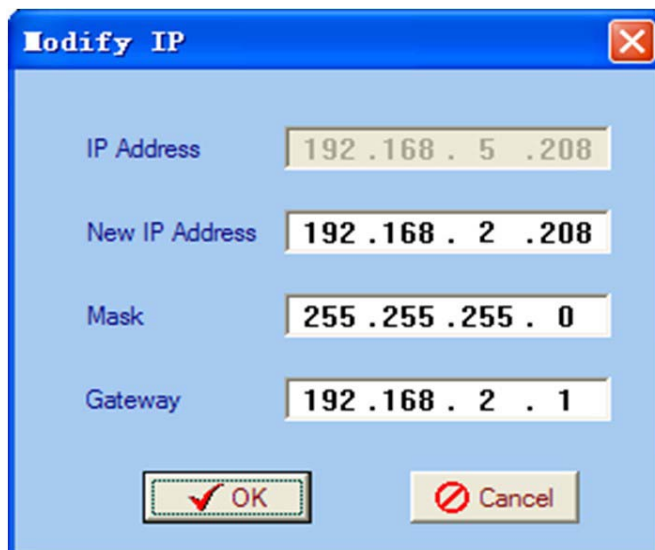 Modify IP
IP Address 192 .168 . 5 .208
New IP Address 192 .168 . 2 .208
Mask 255 .255 .255 . 0
Gateway 192 .168 . 2 . 1
OK Cancel